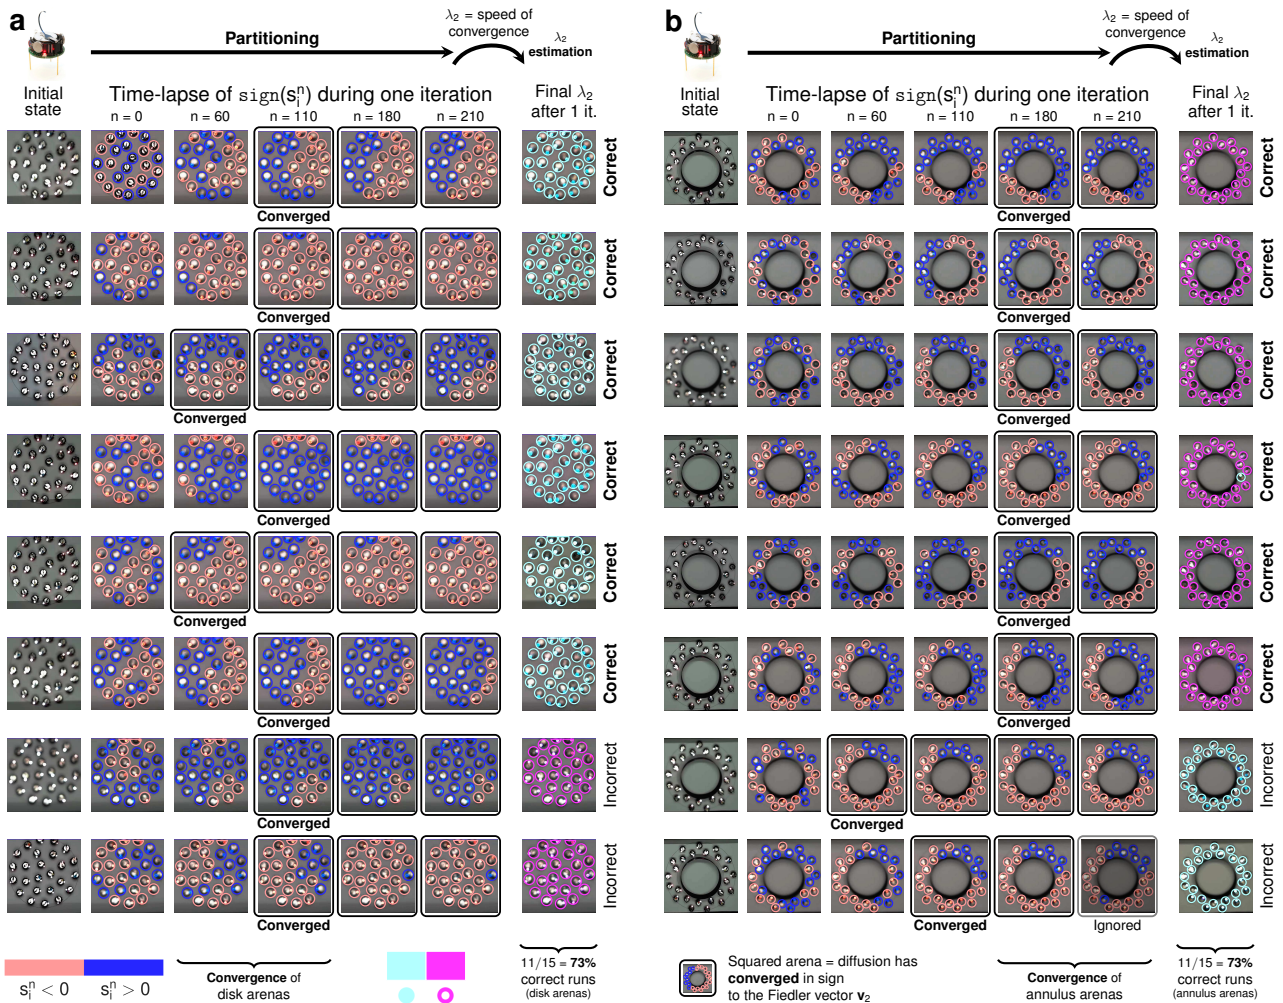 a
Partitioning
λ₂ = speed of
convergence
λ₂
estimation
Initial
state
Time-lapse of sign(sᵢⁿ) during one iteration
n = 0
n = 60
n = 110
n = 180
n = 210
Final λ₂
after 1 it.
Correct
Converged
Correct
Converged
Correct
Converged
Correct
Converged
Correct
Converged
Correct
Converged
Incorrect
Converged
Incorrect
Converged
sᵢⁿ < 0
sᵢⁿ > 0
Convergence of
disk arenas
11/15 = 73%
correct runs
(disk arenas)
b
Partitioning
λ₂ = speed of
convergence
λ₂
estimation
Initial
state
Time-lapse of sign(sᵢⁿ) during one iteration
n = 0
n = 60
n = 110
n = 180
n = 210
Final λ₂
after 1 it.
Correct
Converged
Correct
Converged
Correct
Converged
Correct
Converged
Correct
Converged
Correct
Converged
Incorrect
Converged
Incorrect
Converged
Ignored
Squared arena = diffusion has
converged in sign
to the Fiedler vector v₂
Convergence of
annulus arenas
11/15 = 73%
correct runs
(annulus arenas)